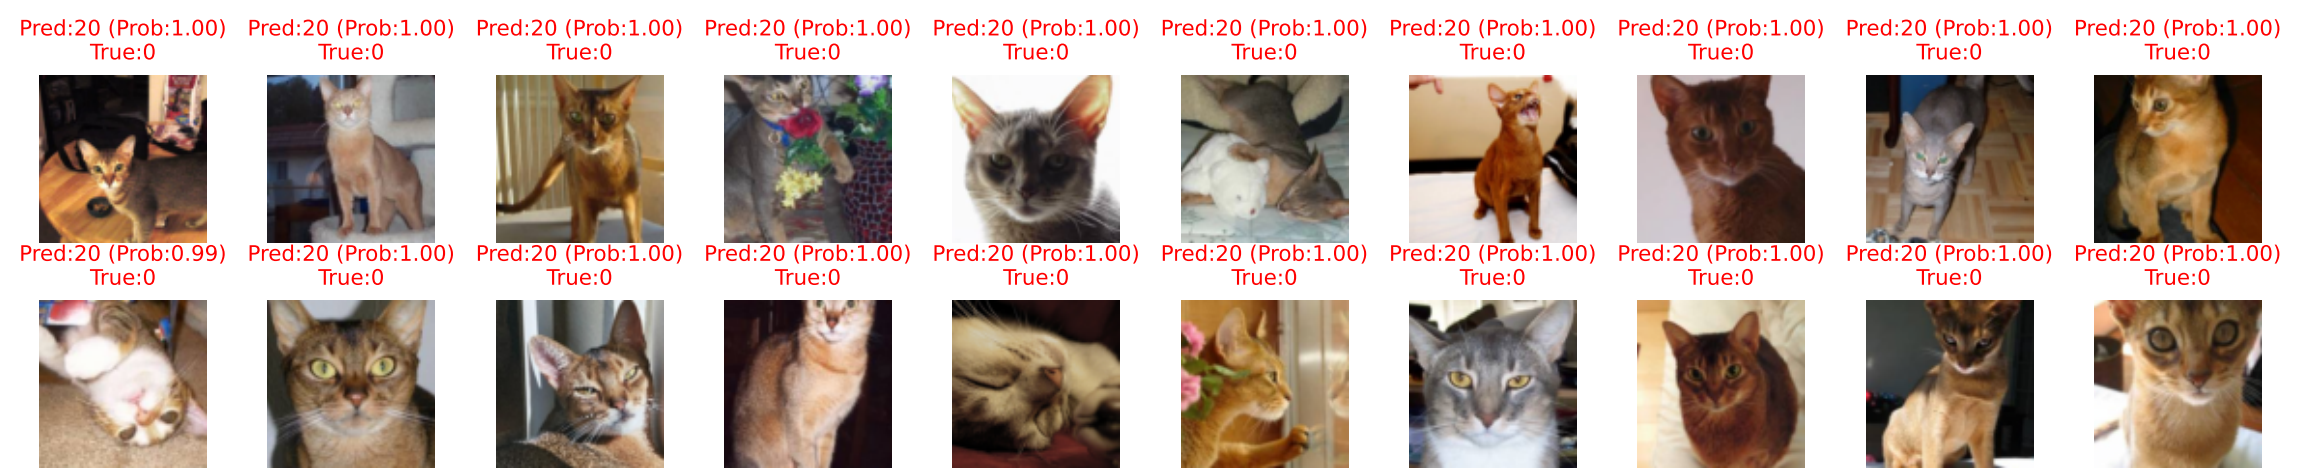 Pred:20 (Prob:1.00) Pred:20 (Prob:1.00) Pred:20 (Prob:1.00) Pred:20 (Prob:1.00) Pred:20 (Prob:1.00) Pred:20 (Prob:1.00) Pred:20 (Prob:1.00) Pred:20 (Prob:1.00) Pred:20 (Prob:1.00) Pred:20 (Prob:1.00)
True:0 True:0 True:0 True:0 True:0 True:0 True:0 True:0 True:0 True:0
Pred:20 (Prob:0.99) Pred:20 (Prob:1.00) Pred:20 (Prob:1.00) Pred:20 (Prob:1.00) Pred:20 (Prob:1.00) Pred:20 (Prob:1.00) Pred:20 (Prob:1.00) Pred:20 (Prob:1.00) Pred:20 (Prob:1.00) Pred:20 (Prob:1.00)
True:0 True:0 True:0 True:0 True:0 True:0 True:0 True:0 True:0 True:0